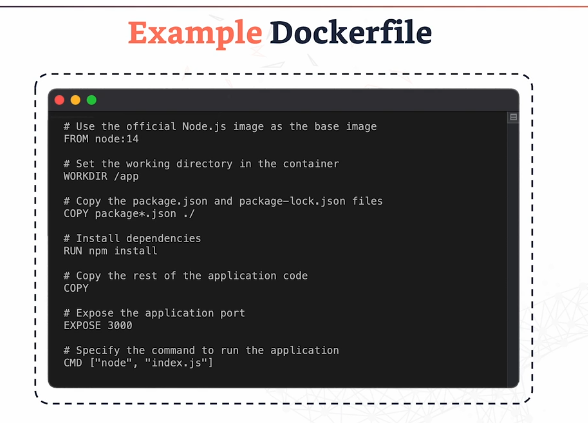 Example Dockerfile
# Use the official Node.js image as the base image
FROM node:14
# Set the working directory in the container
WORKDIR /app
# Copy the package.json and package-lock.json files
COPY package*.json ./
# Install dependencies
RUN npm install
# Copy the rest of the application code
COPY
# Expose the application port
EXPOSE 3000
# Specify the command to run the application
CMD ["node", "index.js"]